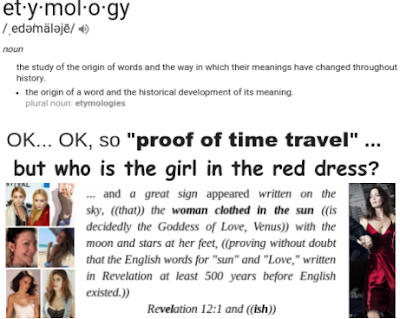 et·y·mol·o·gy
/ˌedəˈmäləjē/
noun
the study of the origin of words and the way in which their meanings have changed throughout
history.
• the origin of a word and the historical development of its meaning.
plural noun: etymologies
OK... OK, so "proof of time travel" ...
but who is the girl in the red dress?
... and a great sign appeared written on the
sky, ((that)) the woman clothed in the sun ((is
decidedly the Goddess of Love, Venus)) with the
moon and stars at her feet, ((proving without doubt
that the English words for "sun" and "Love," written
in Revelation at least 500 years before English
existed.))
Revelation 12:1 and ((ish))